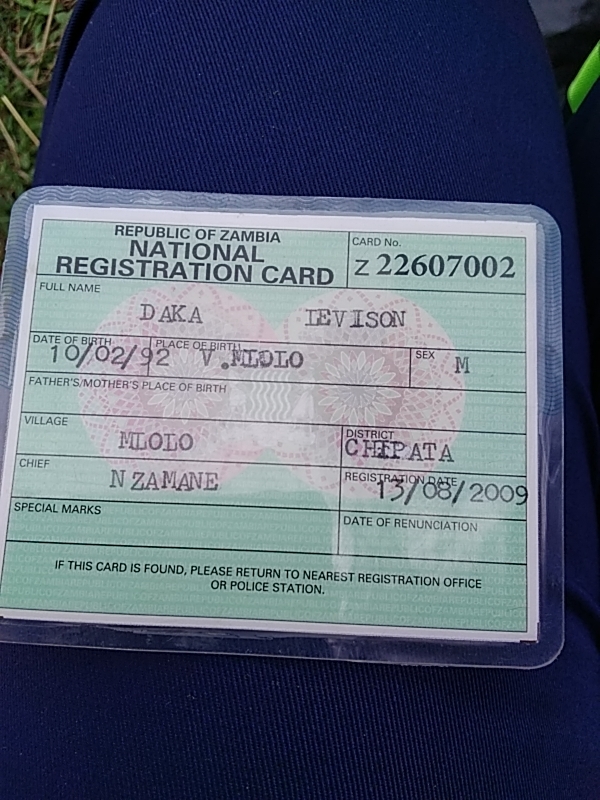 REPUBLIC OF ZAMBIA
NATIONAL
REGISTRATION CARD
CARD No.
Z 22607002
FULL NAME
DAKA IEVISON
DATE OF BIRTH
10/02/92
PLACE OF BIRTH
V.MLOLO
SEX
M
FATHER'S/MOTHER'S PLACE OF BIRTH
VILLAGE
MLOLO
DISTRICT
CHIPATA
CHIEF
NZAMANE
REGISTRATION DATE
13/08/2009
SPECIAL MARKS
DATE OF RENUNCIATION
IF THIS CARD IS FOUND, PLEASE RETURN TO NEAREST REGISTRATION OFFICE
OR POLICE STATION.